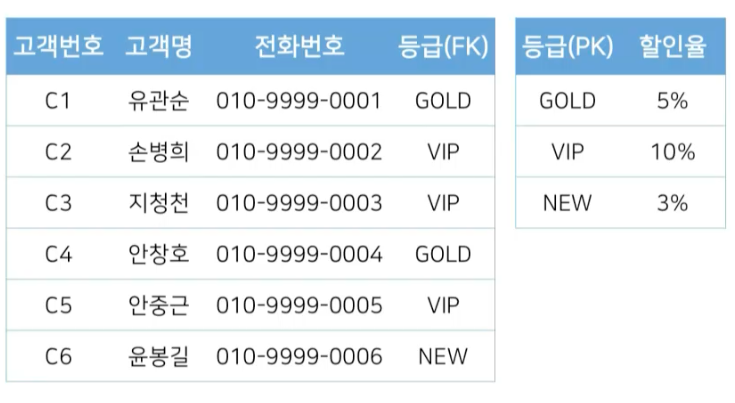 고객번호 고객명 전화번호 등급(FK)
C1 유관순 010-9999-0001 GOLD
C2 손병희 010-9999-0002 VIP
C3 지청천 010-9999-0003 VIP
C4 안창호 010-9999-0004 GOLD
C5 안중근 010-9999-0005 VIP
C6 윤봉길 010-9999-0006 NEW
등급(PK) 할인율
GOLD 5%
VIP 10%
NEW 3%